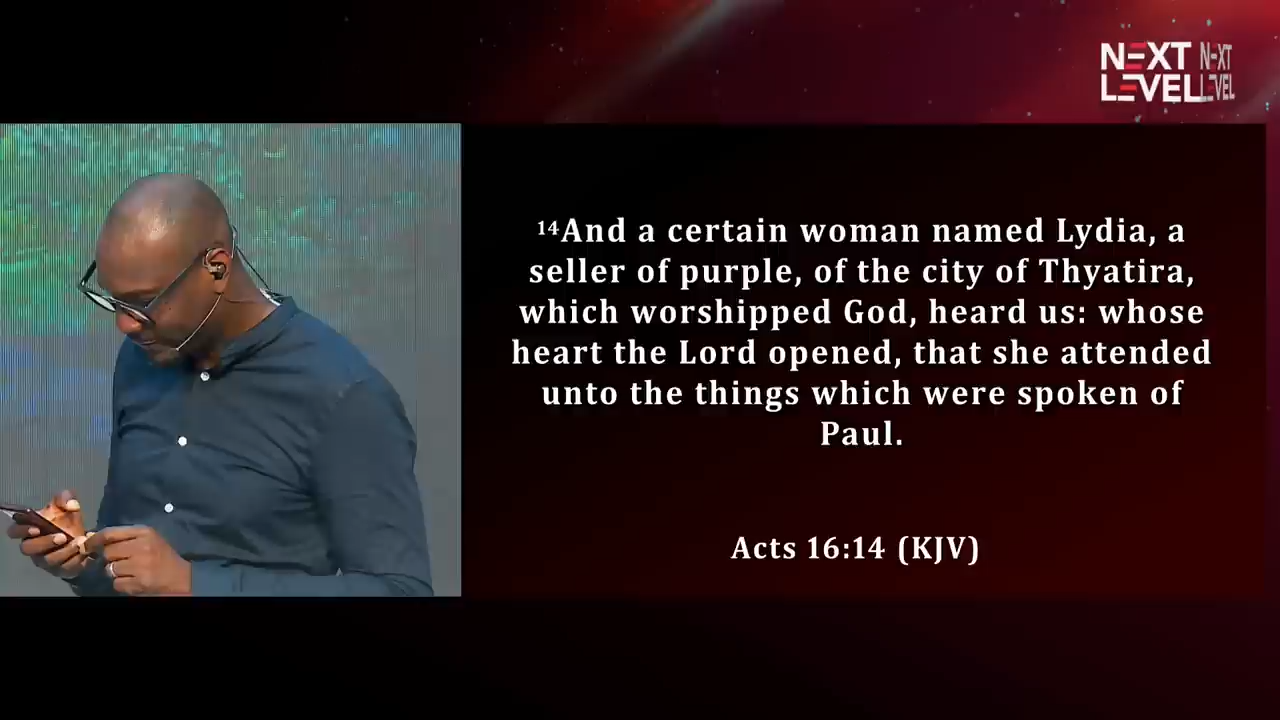 NEXT NEXT
LEVEL LEVEL
¹⁴And a certain woman named Lydia, a
seller of purple, of the city of Thyatira,
which worshipped God, heard us: whose
heart the Lord opened, that she attended
unto the things which were spoken of
Paul.
Acts 16:14 (KJV)